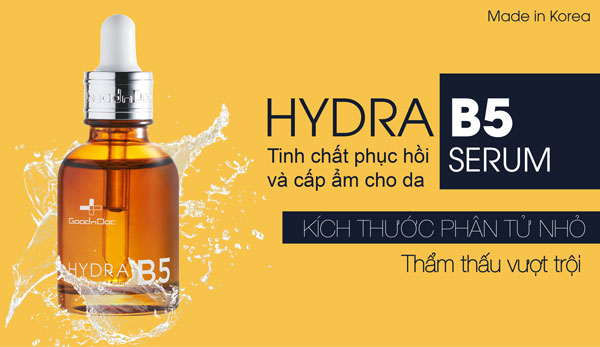 Made in Korea
HYDRA B5
SERUM
Tinh chất phục hồi
và cấp ẩm cho da
KÍCH THƯỚC PHÂN TỬ NHỎ
Thẩm thấu vượt trội
GoodnDoc
GoodnDoc
HYDRA B5